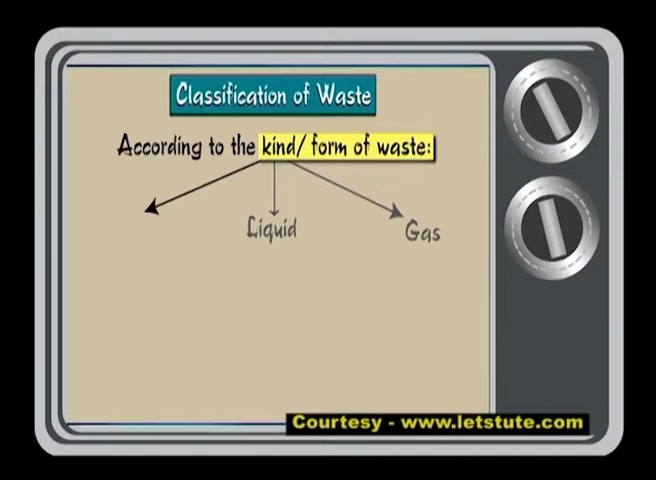 Classification of Waste
According to the kind/ form of waste:
Liquid
Gas
Courtesy - www.letstute.com